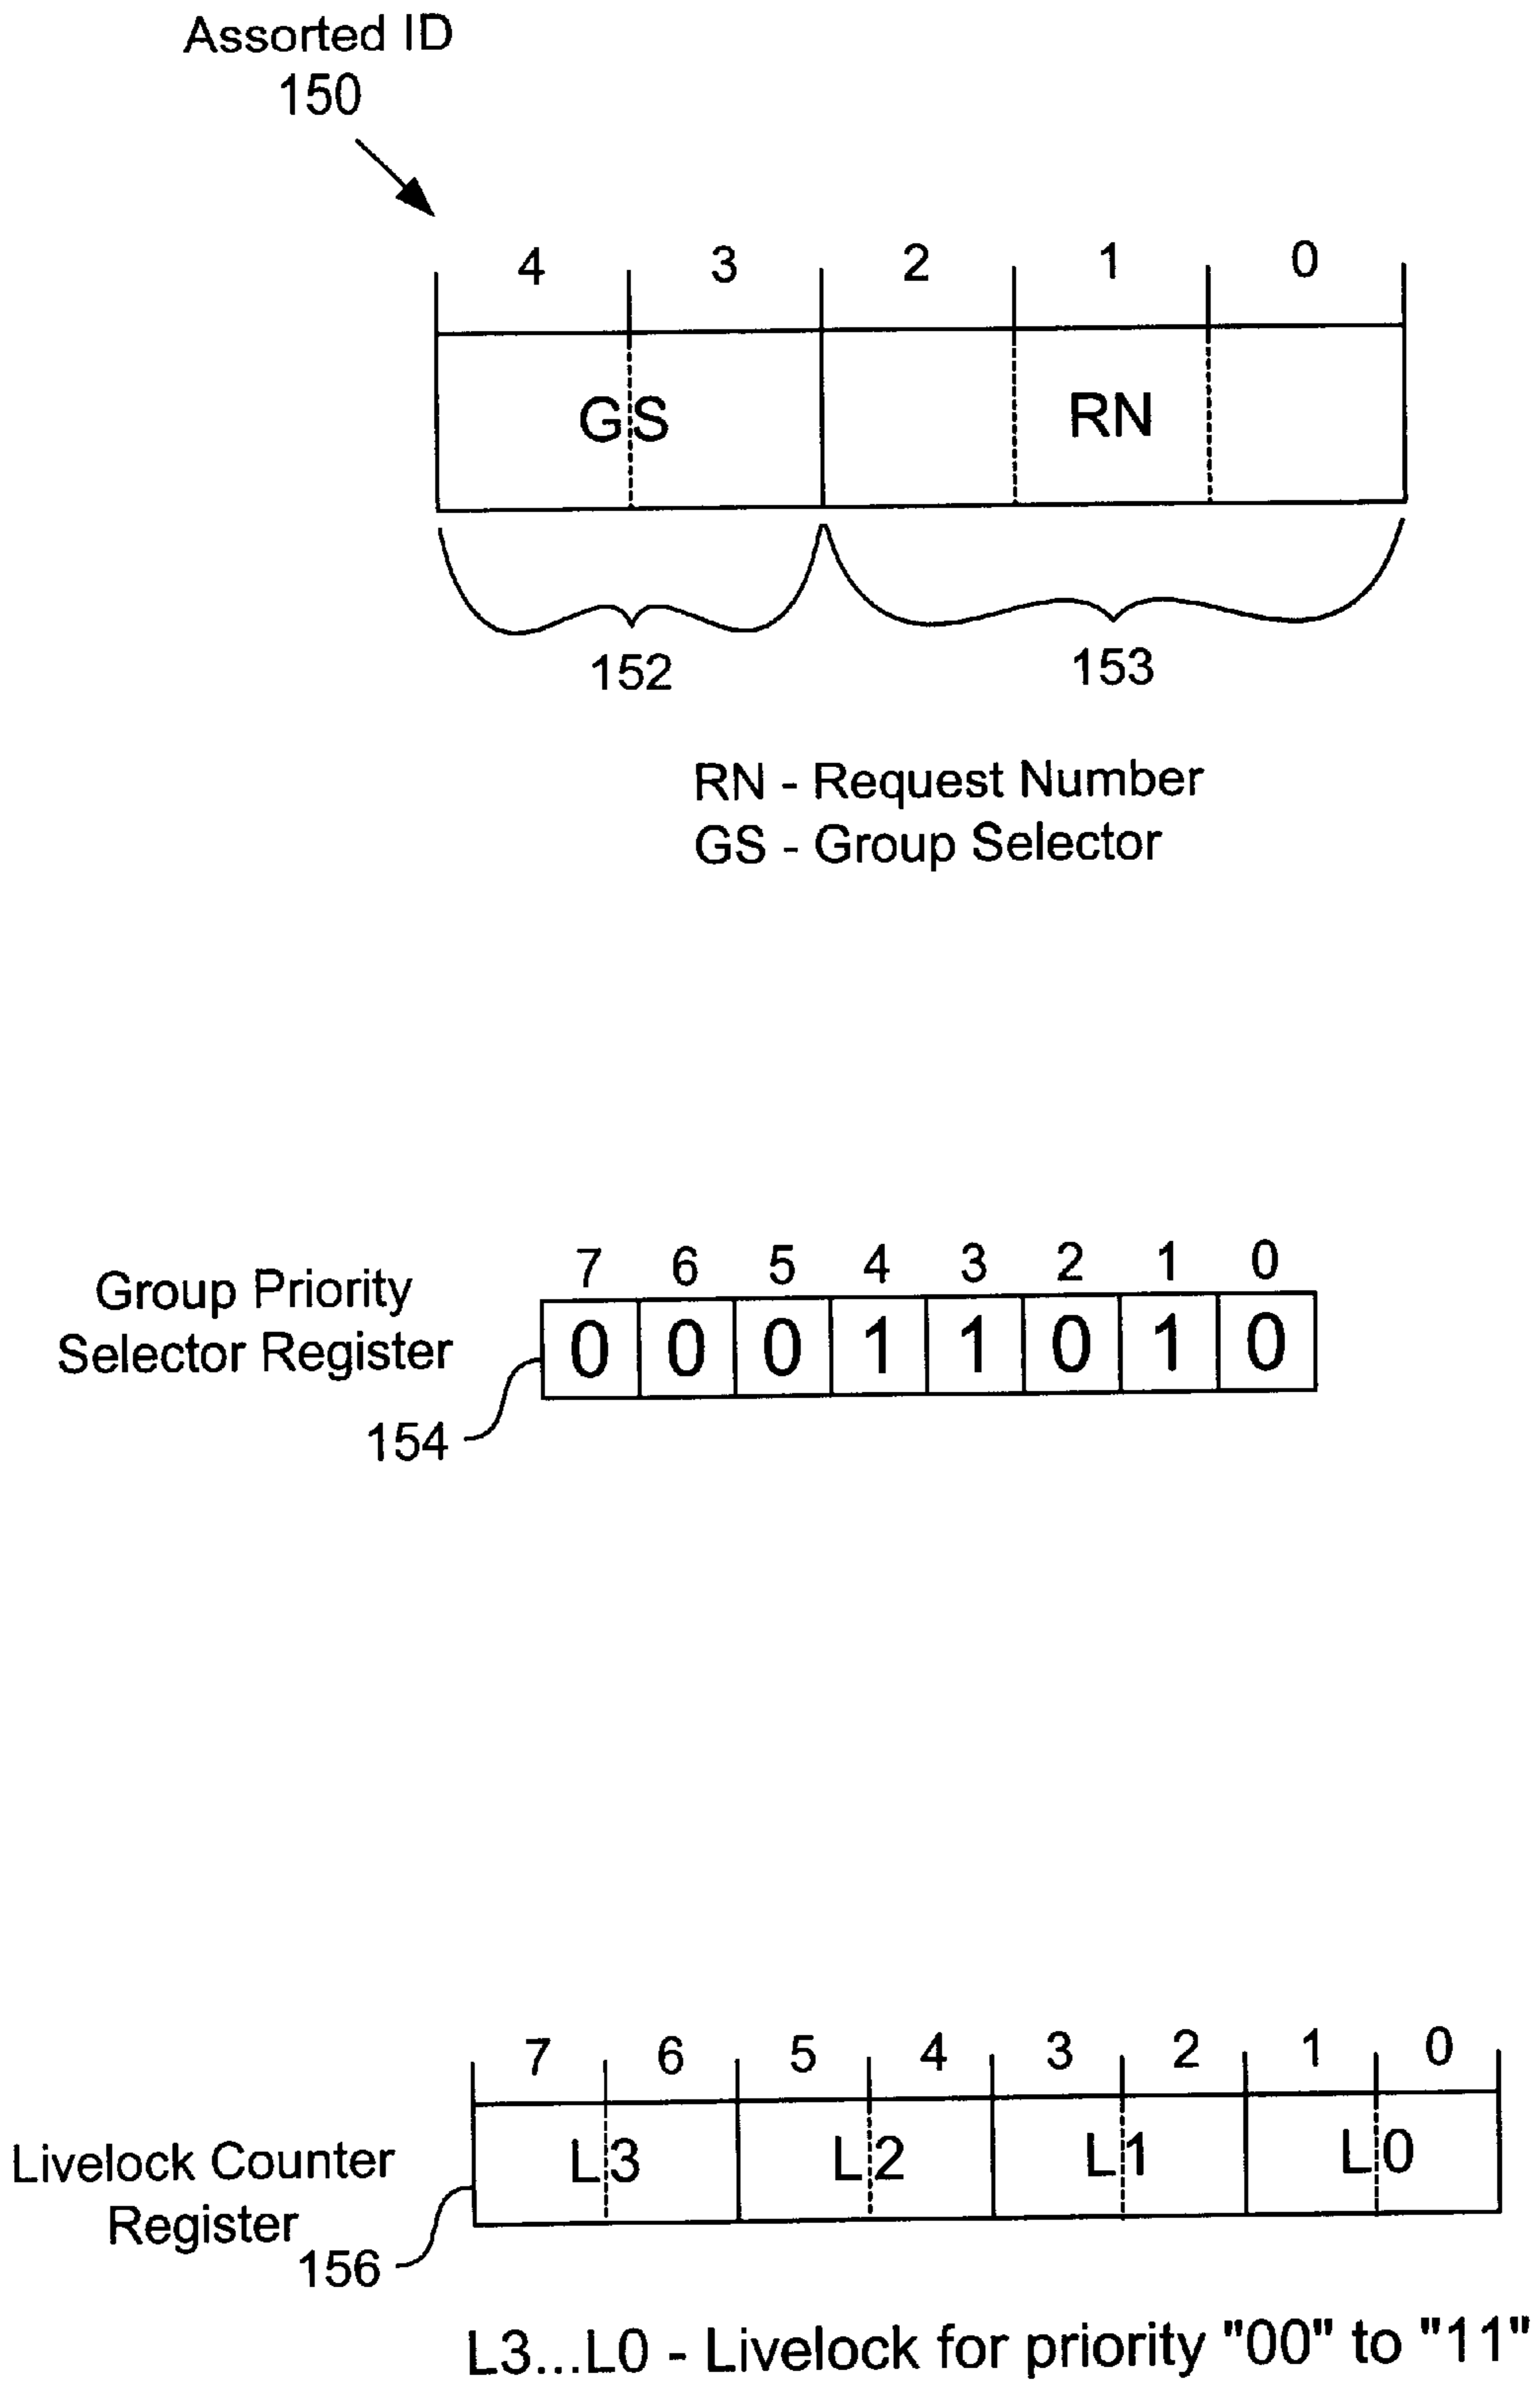 Assorted ID
150
4 3 2 1 0
GS RN
152 153
RN - Request Number
GS - Group Selector
7 6 5 4 3 2 1 0
Group Priority
Selector Register
0 0 0 1 1 0 1 0
154
7 6 5 4 3 2 1 0
L3 L2 L1 L0
Livelock Counter
Register
156
L3...L0 - Livelock for priority "00" to "11"